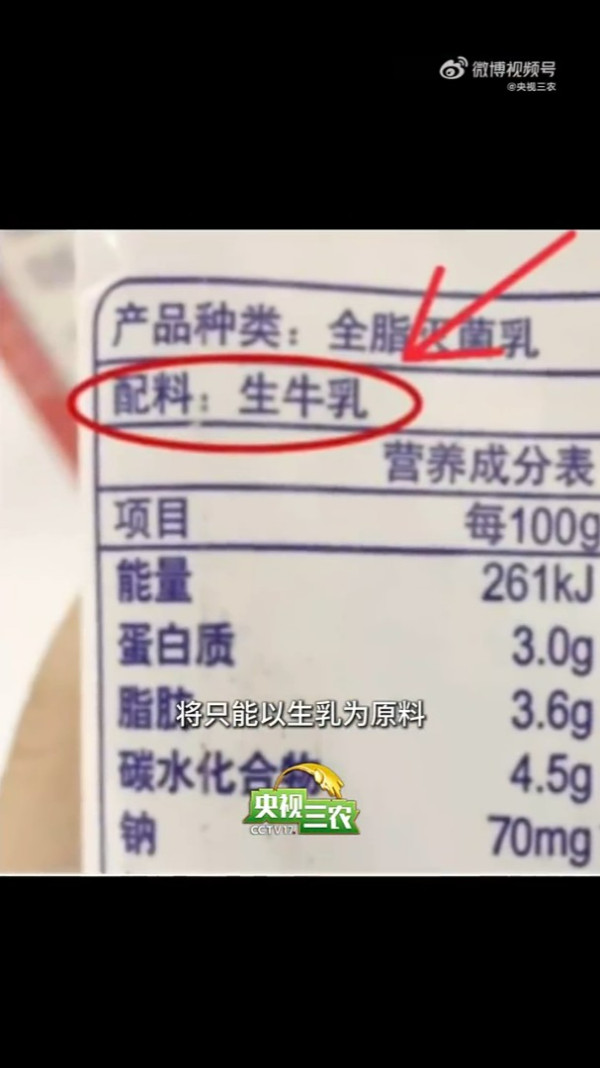 微博视频号
@央视三农
产品种类：全脂灭菌乳
配料：生牛乳
营养成分表
项目 每100g
能量 261kJ
蛋白质 3.0g
脂肪 3.6g
将只能以生乳为原料
碳水化合物 4.5g
央视三农
CCTV17
钠 70mg